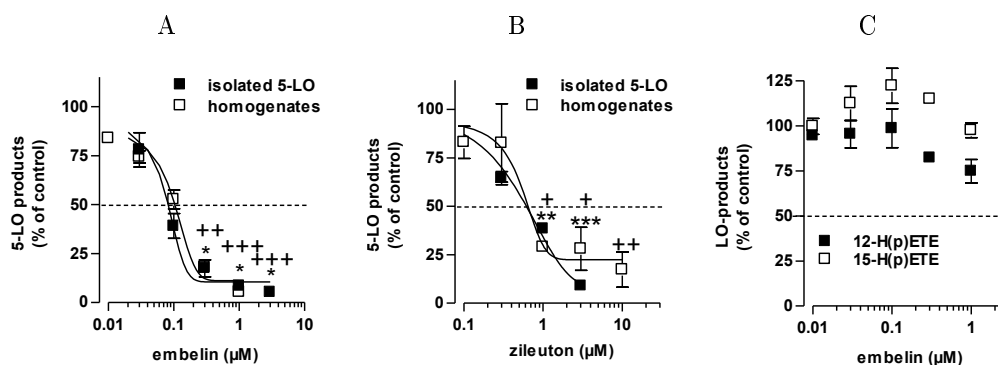 A
B
C
isolated 5-LO
homogenates
5-LO products
(% of control)
100
75
50
25
0
++
+++
+++
*
*
*
0.01
0.1
1
10
embelin (µM)
isolated 5-LO
homogenates
5-LO products
(% of control)
100
75
50
25
0
+
+
**
***
++
0.1
1
10
zileuton (µM)
LO-products
(% of control)
125
100
75
50
25
0
12-H(p)ETE
15-H(p)ETE
0.01
0.1
1
embelin (µM)